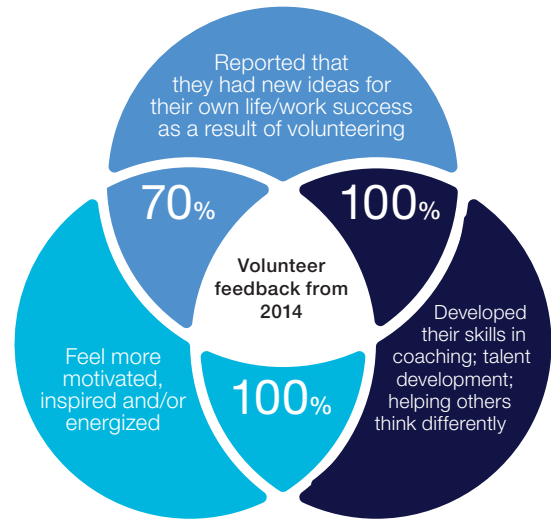 Reported that
they had new ideas for
their own life/work success
as a result of volunteering
70%
100%
Volunteer
feedback from
2014
Feel more
motivated,
inspired and/or
energized
100%
Developed
their skills in
coaching; talent
development;
helping others
think differently